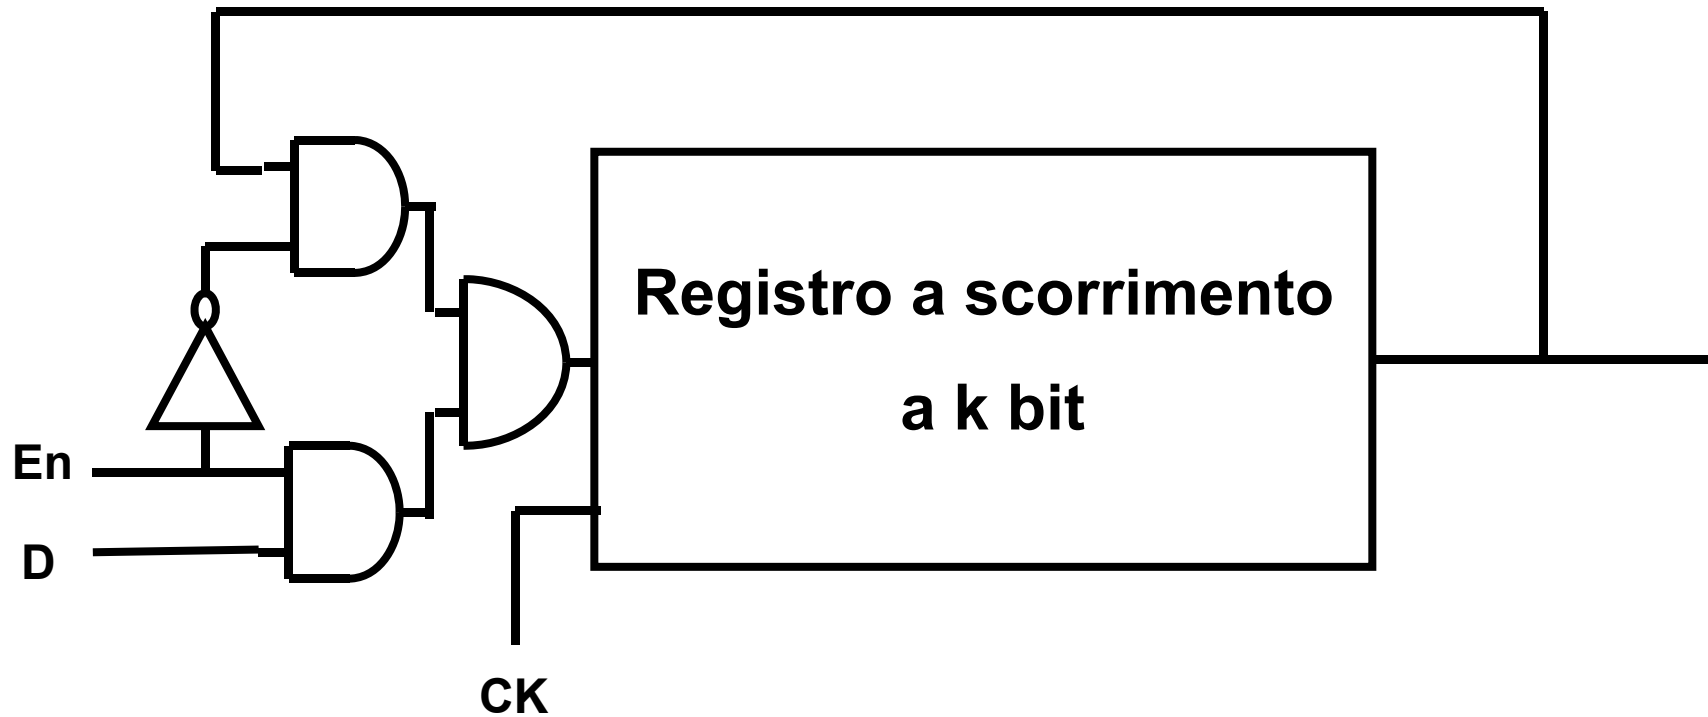 Registro a scorrimento
a k bit
En
D
CK